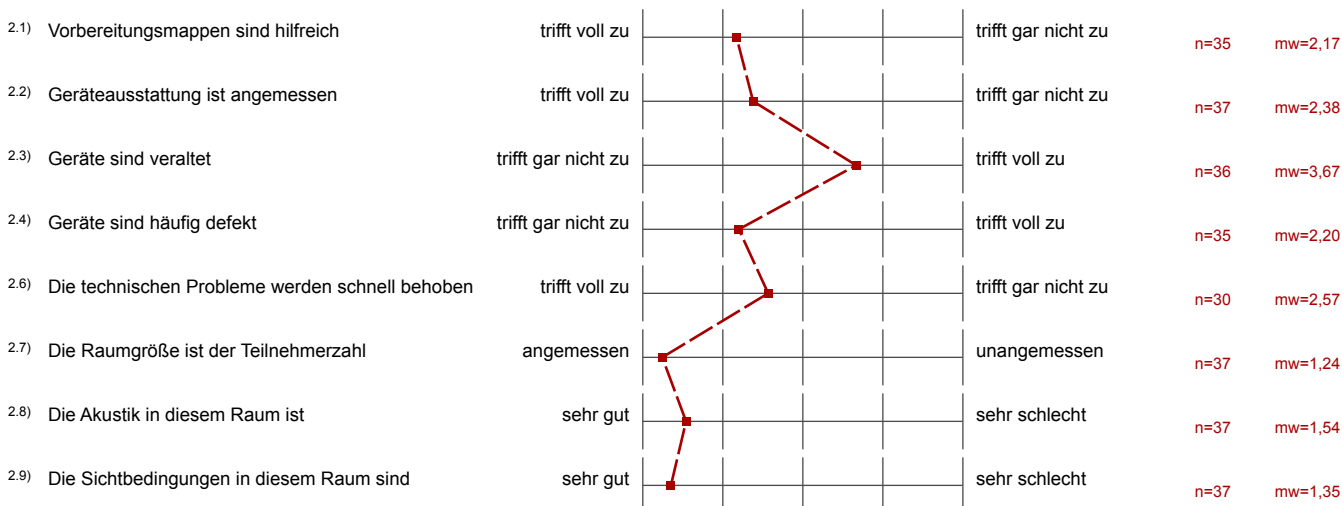 2.1) Vorbereitungsmappen sind hilfreich trifft voll zu trifft gar nicht zu n=35 mw=2,17
2.2) Geräteausstattung ist angemessen trifft voll zu trifft gar nicht zu n=37 mw=2,38
2.3) Geräte sind veraltet trifft gar nicht zu trifft voll zu n=36 mw=3,67
2.4) Geräte sind häufig defekt trifft gar nicht zu trifft voll zu n=35 mw=2,20
2.6) Die technischen Probleme werden schnell behoben trifft voll zu trifft gar nicht zu n=30 mw=2,57
2.7) Die Raumgröße ist der Teilnehmerzahl angemessen unangemessen n=37 mw=1,24
2.8) Die Akustik in diesem Raum ist sehr gut sehr schlecht n=37 mw=1,54
2.9) Die Sichtbedingungen in diesem Raum sind sehr gut sehr schlecht n=37 mw=1,35